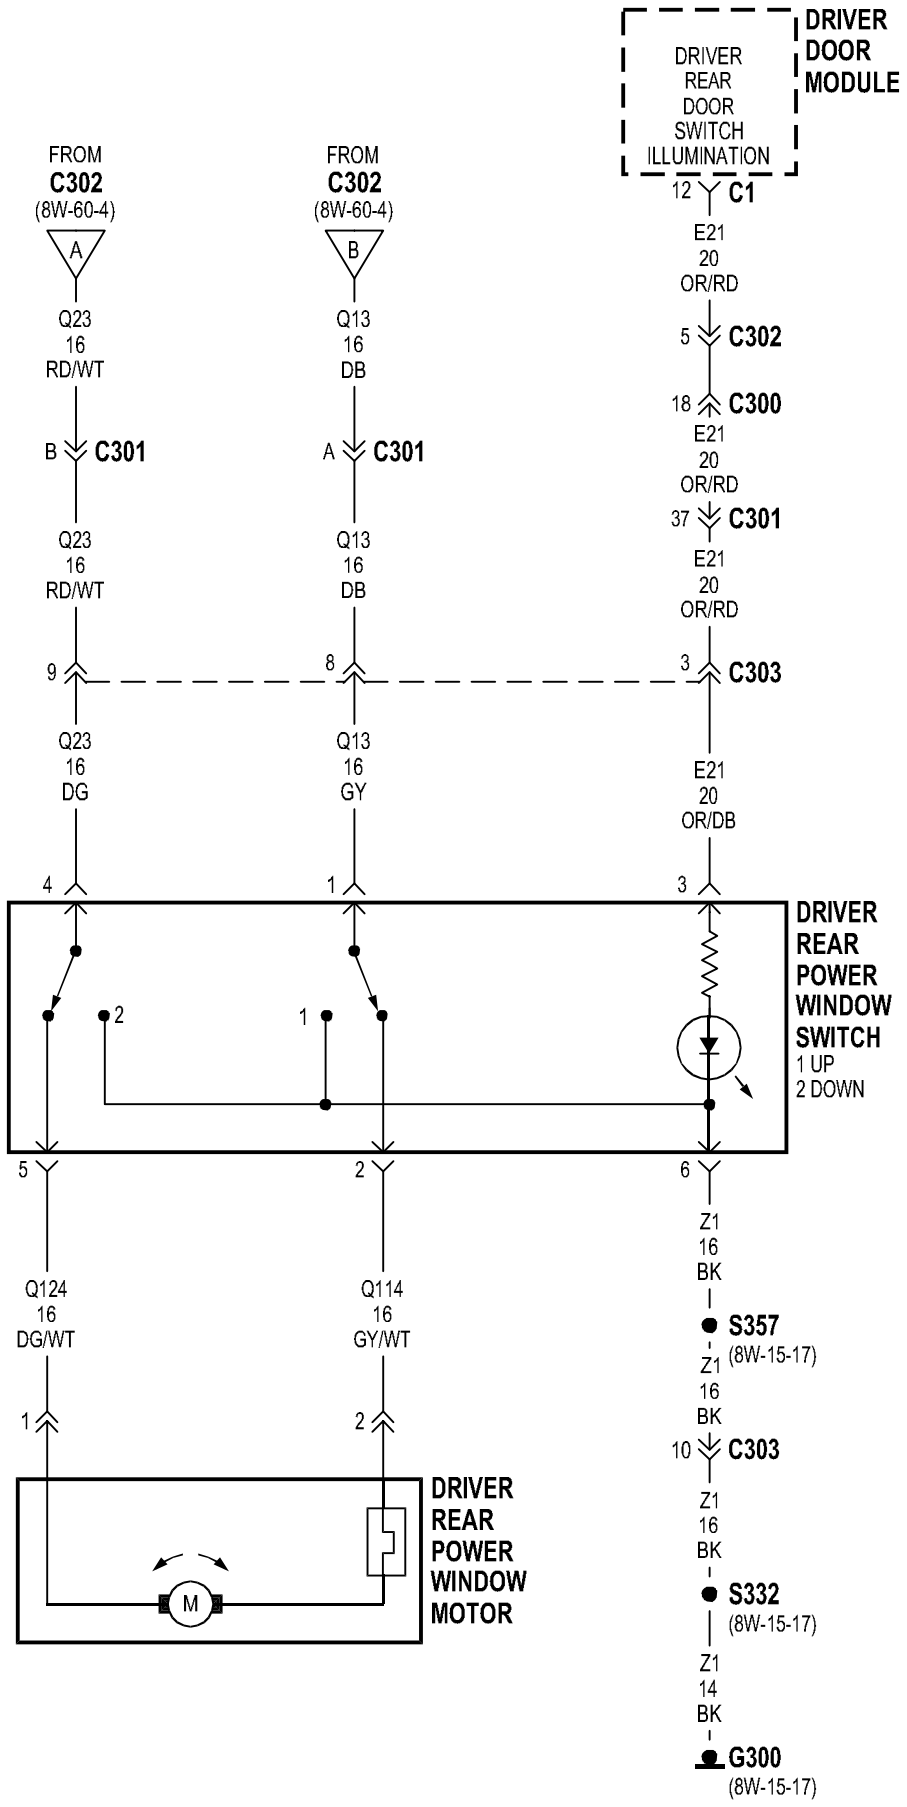 DRIVER
DOOR
MODULE
DRIVER
REAR
DOOR
SWITCH
ILLUMINATION
12 C1
FROM
C302
(8W-60-4)
A
FROM
C302
(8W-60-4)
B
E21
20
OR/RD
Q23
16
RD/WT
Q13
16
DB
5 C302
18 C300
E21
20
OR/RD
B C301
A C301
37 C301
Q23
16
RD/WT
Q13
16
DB
E21
20
OR/RD
9
8
3 C303
Q23
16
DG
Q13
16
GY
E21
20
OR/DB
4
1
3
DRIVER
REAR
POWER
WINDOW
SWITCH
1 UP
2 DOWN
2
1
5
2
6
Z1
16
BK
Q124
16
DG/WT
Q114
16
GY/WT
S357
(8W-15-17)
Z1
16
BK
1
2
10 C303
DRIVER
REAR
POWER
WINDOW
MOTOR
M
Z1
16
BK
S332
(8W-15-17)
Z1
14
BK
G300
(8W-15-17)